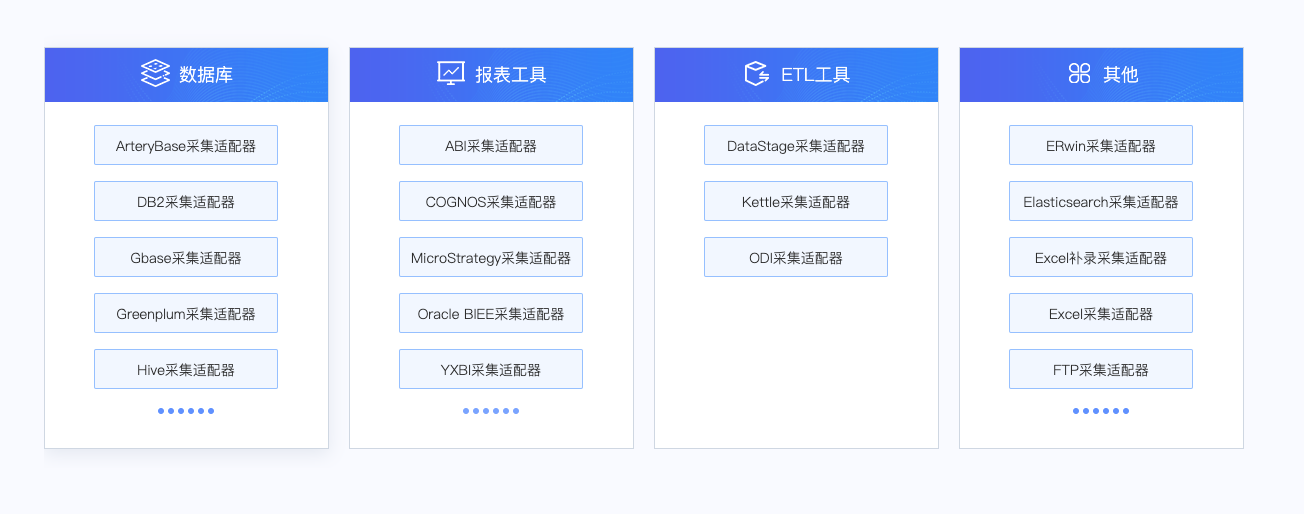 数据库
ArteryBase采集适配器
DB2采集适配器
Gbase采集适配器
Greenplum采集适配器
Hive采集适配器
报表工具
ABI采集适配器
COGNOS采集适配器
MicroStrategy采集适配器
Oracle BIEE采集适配器
YXBI采集适配器
ETL工具
DataStage采集适配器
Kettle采集适配器
ODI采集适配器
其他
ERwin采集适配器
Elasticsearch采集适配器
Excel补录采集适配器
Excel采集适配器
FTP采集适配器